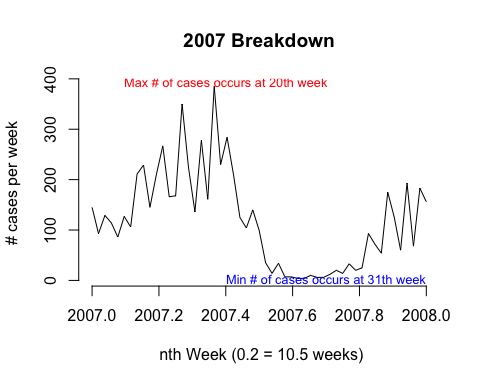 2007 Breakdown
Max # of cases occurs at 20th week
# cases per week
400
300
200
100
0
Min # of cases occurs at 31th week
2007.0 2007.2 2007.4 2007.6 2007.8 2008.0
nth Week (0.2 = 10.5 weeks)